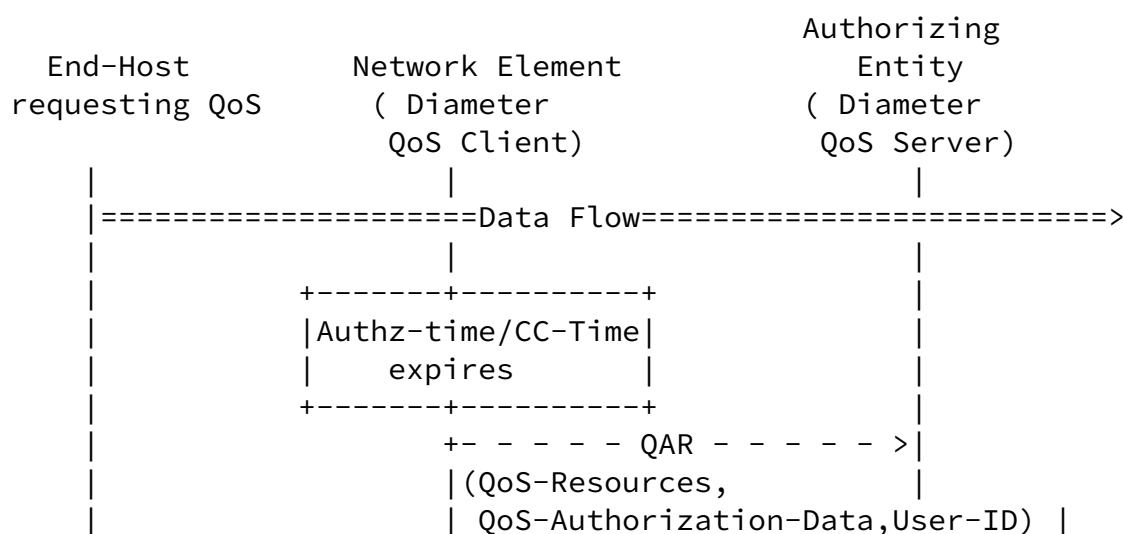 Authorizing
  End-Host         Network Element             Entity
requesting QoS      ( Diameter              ( Diameter
                     QoS Client)             QoS Server)
    |                   |                         |
    |=====================Data Flow==========================>
    |                   |                         |
    |           +-------+----------+              |
    |           |Authz-time/CC-Time|              |
    |           |    expires       |              |
    |           +-------+----------+              |
    |                   +- - - - - QAR - - - - - >|
    |                   |(QoS-Resources,          |
    |                   | QoS-Authorization-Data,User-ID) |